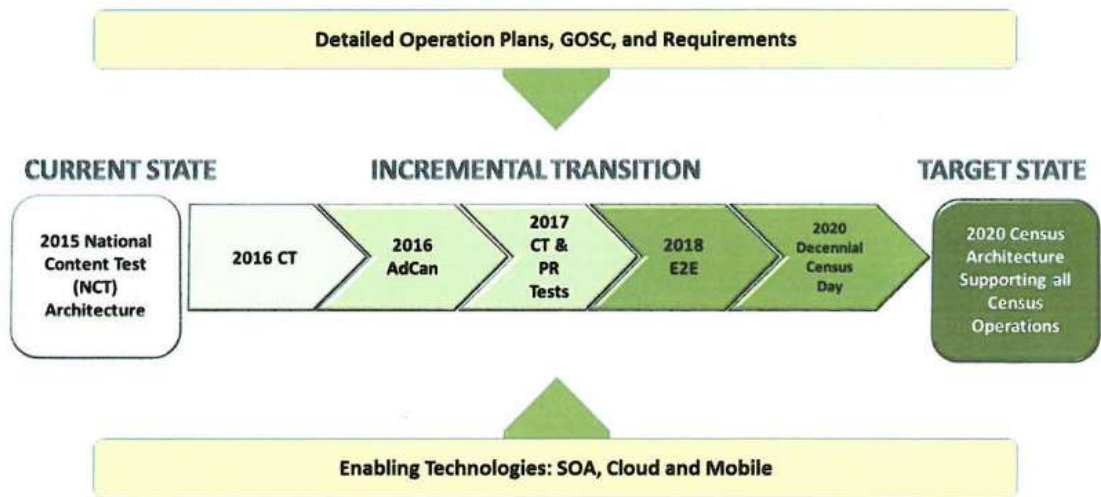 Detailed Operation Plans, GOSC, and Requirements
CURRENT STATE
INCREMENTAL TRANSITION
TARGET STATE
2015 National
Content Test
(NCT)
Architecture
2016 CT
2016
AdCan
2017
CT &
PR
Tests
2018
E2E
2020
Decennial
Census
Day
2020 Census
Architecture
Supporting all
Census
Operations
Enabling Technologies: SOA, Cloud and Mobile